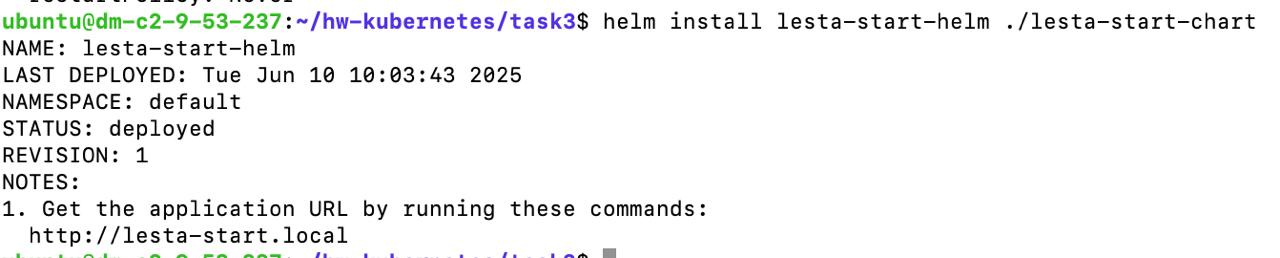 ubuntu@dm-c2-9-53-237:~/hw-kubernetes/task3$ helm install lesta-start-helm ./lesta-start-chart
NAME: lesta-start-helm
LAST DEPLOYED: Tue Jun 10 10:03:43 2025
NAMESPACE: default
STATUS: deployed
REVISION: 1
NOTES:
1. Get the application URL by running these commands:
  http://lesta-start.local